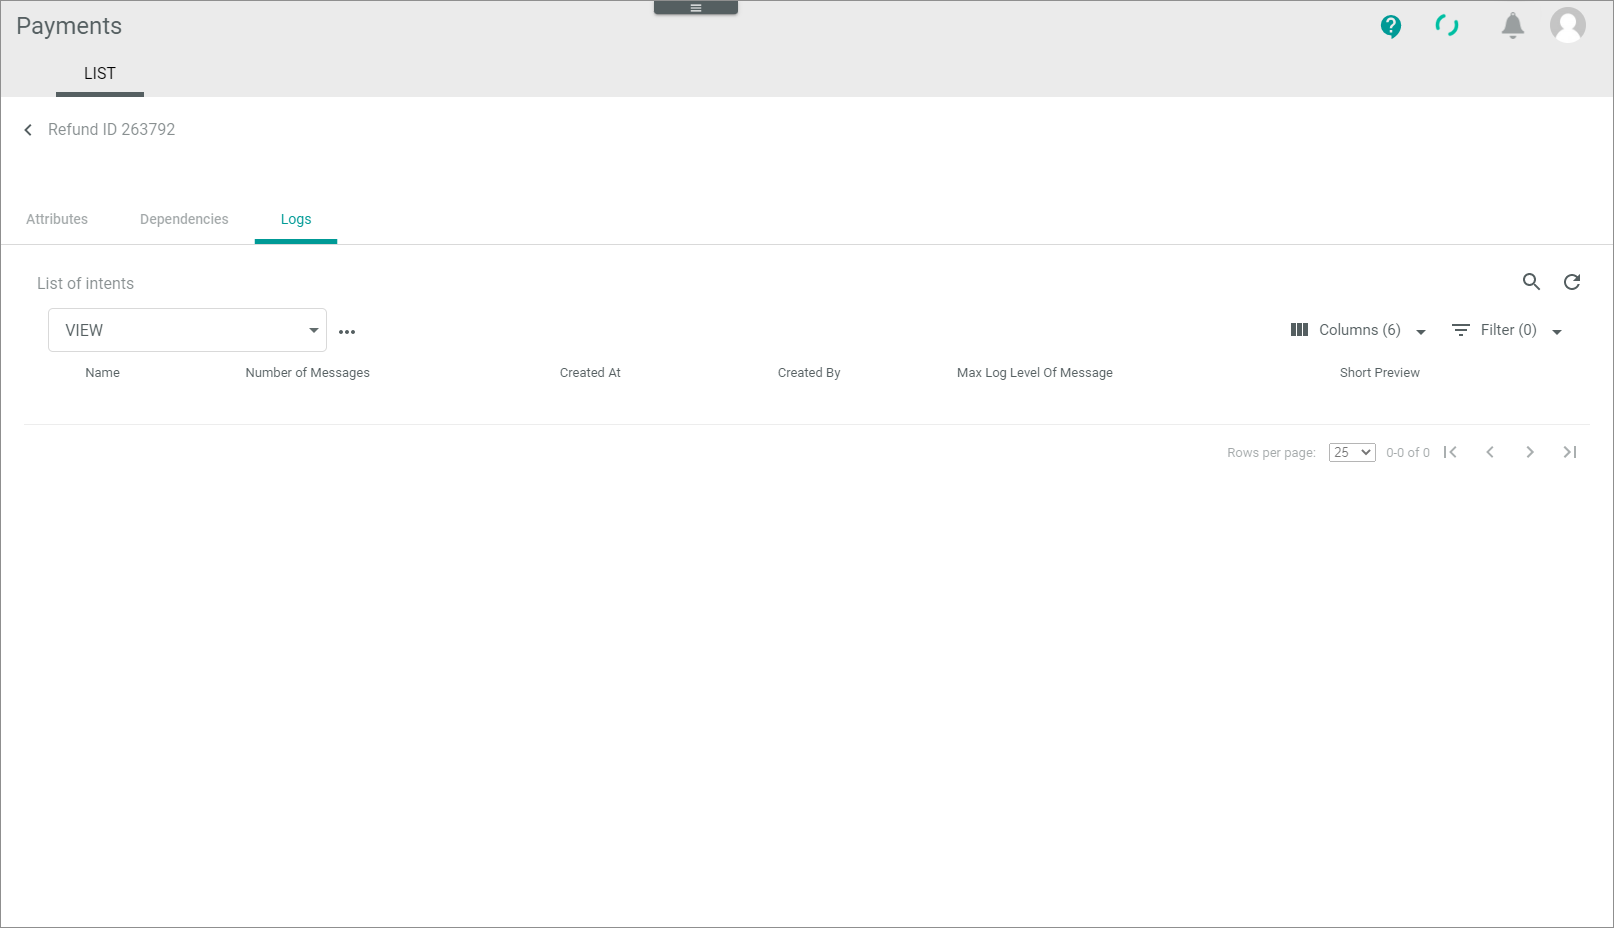 Payments
LIST
Refund ID 263792
Attributes Dependencies Logs
List of intents
VIEW Columns (6) Filter (0)
Name Number of Messages Created At Created By Max Log Level Of Message Short Preview
Rows per page: 25 0-0 of 0